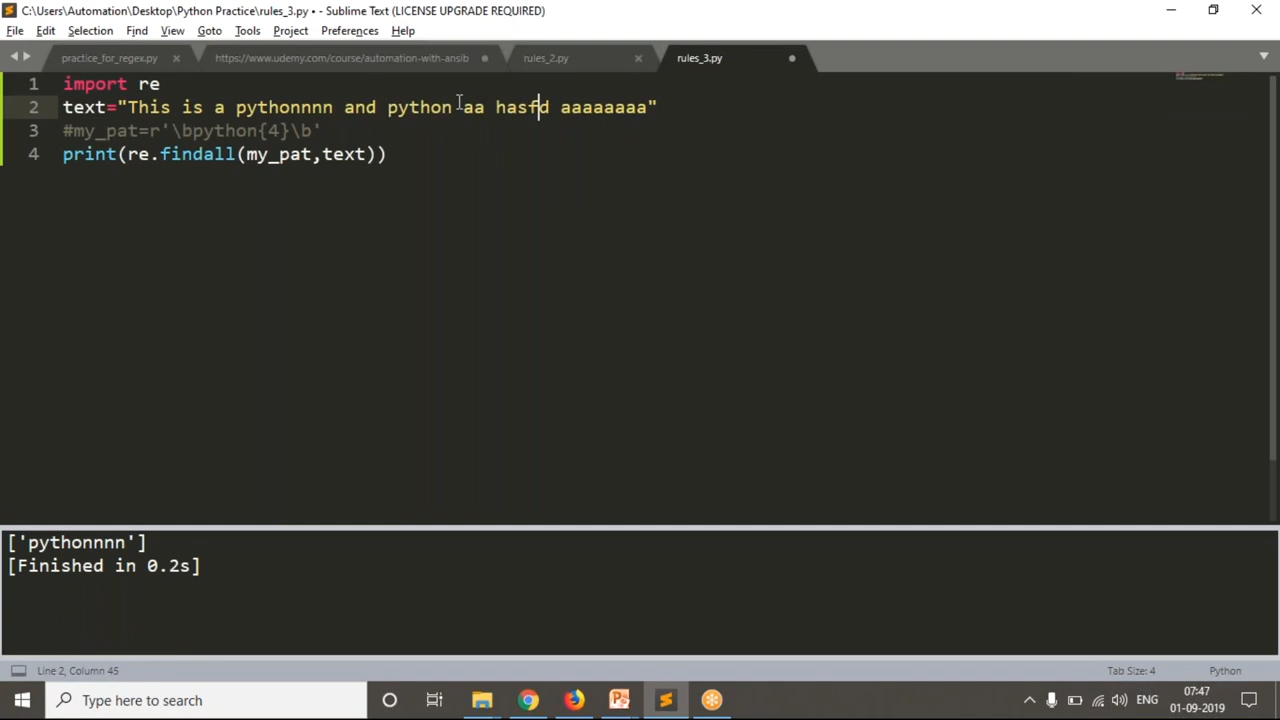 C:\Users\Automation\Desktop\Python Practice\rules_3.py • - Sublime Text (LICENSE UPGRADE REQUIRED)
File Edit Selection Find View Goto Tools Project Preferences Help
practice_for_regex.py https://www.udemy.com/course/automation-with-ansib rules_2.py rules_3.py
1 import re
2 text="This is a pythonnnn and python aa hasfd aaaaaaaa"
3 #my_pat=r'\bpython{4}\b'
4 print(re.findall(my_pat,text))
['pythonnnn']
[Finished in 0.2s]
Line 2, Column 45 Tab Size: 4 Python
Type here to search ENG 07:47
01-09-2019